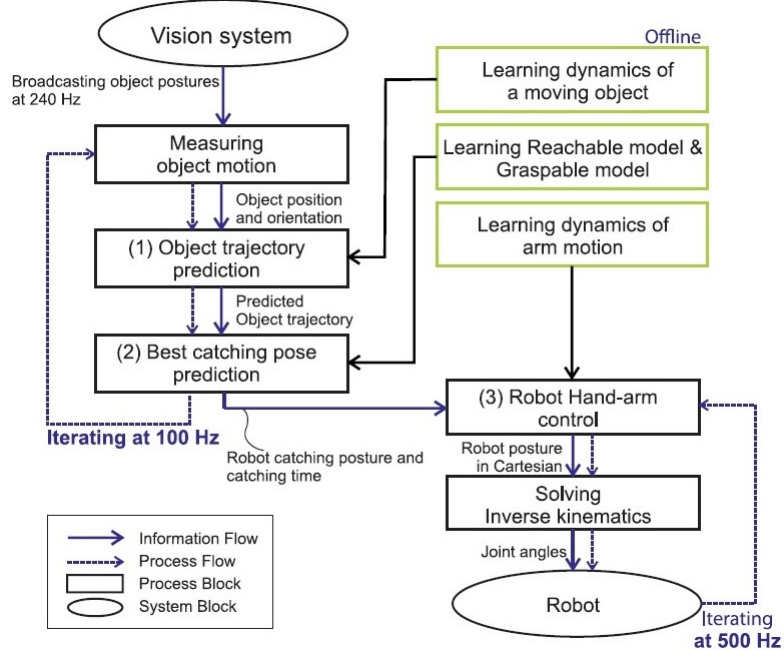 Vision system
Offline
Broadcasting object postures
at 240 Hz
Learning dynamics of
a moving object
Measuring
object motion
Learning Reachable model &
Graspable model
Object position
and orientation
Learning dynamics of
arm motion
(1) Object trajectory
prediction
Predicted
Object trajectory
(2) Best catching pose
prediction
(3) Robot Hand-arm
control
Iterating at 100 Hz
Robot catching posture and
catching time
Robot posture
in Cartesian
Solving
Inverse kinematics
Joint angles
Robot
Iterating
at 500 Hz
Information Flow
Process Flow
Process Block
System Block